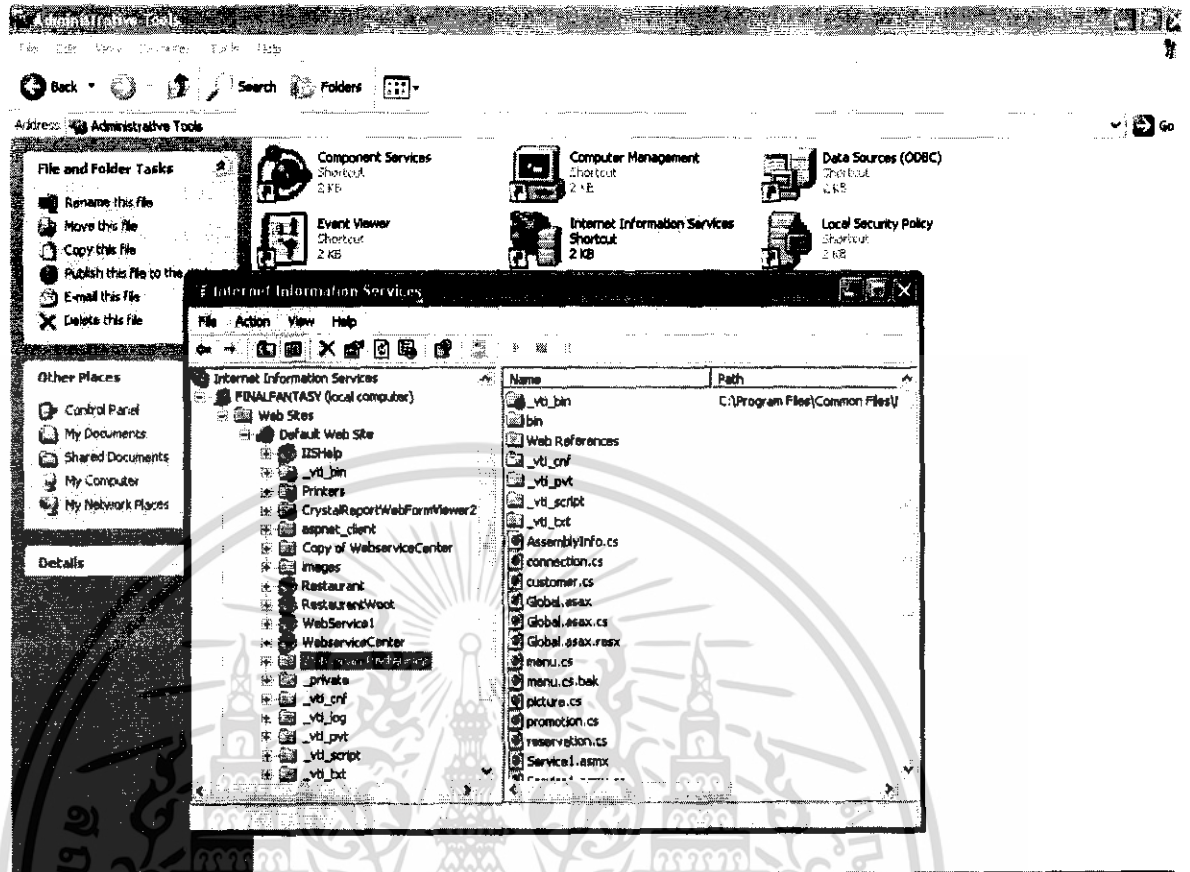 Administrative Tools
File Edit View Favorites Tools Help
Back Search Folders
Address Administrative Tools Go
File and Folder Tasks
Rename this file
Move this file
Copy this file
Publish this file to the
E-mail this file
Delete this file
Other Places
Control Panel
My Documents
Shared Documents
My Computer
My Network Places
Details
Component Services
Shortcut
2 KB
Computer Management
Shortcut
2 KB
Data Sources (ODBC)
Shortcut
2 KB
Event Viewer
Shortcut
2 KB
Internet Information Services
Shortcut
2 KB
Local Security Policy
Shortcut
2 KB
Internet Information Services
File Action View Help
Internet Information Services
FINALFANTASY (local computer)
Web Sites
Default Web Site
IISHelp
_vti_bin
Printers
CrystalReportWebFormViewer2
aspnet_client
Copy of WebserviceCenter
images
Restaurant
RestaurantWoot
WebService1
WebserviceCenter
_private
_vti_cnf
_vti_log
_vti_pvt
_vti_script
_vti_txt
Name Path
_vti_bin C:\Program Files\Common Files\
bin
Web References
_vti_cnf
_vti_pvt
_vti_script
_vti_txt
AssemblyInfo.cs
connection.cs
customer.cs
Global.asax
Global.asax.cs
Global.asax.resx
menu.cs
menu.cs.bak
picture.cs
promotion.cs
reservation.cs
Service1.asmx